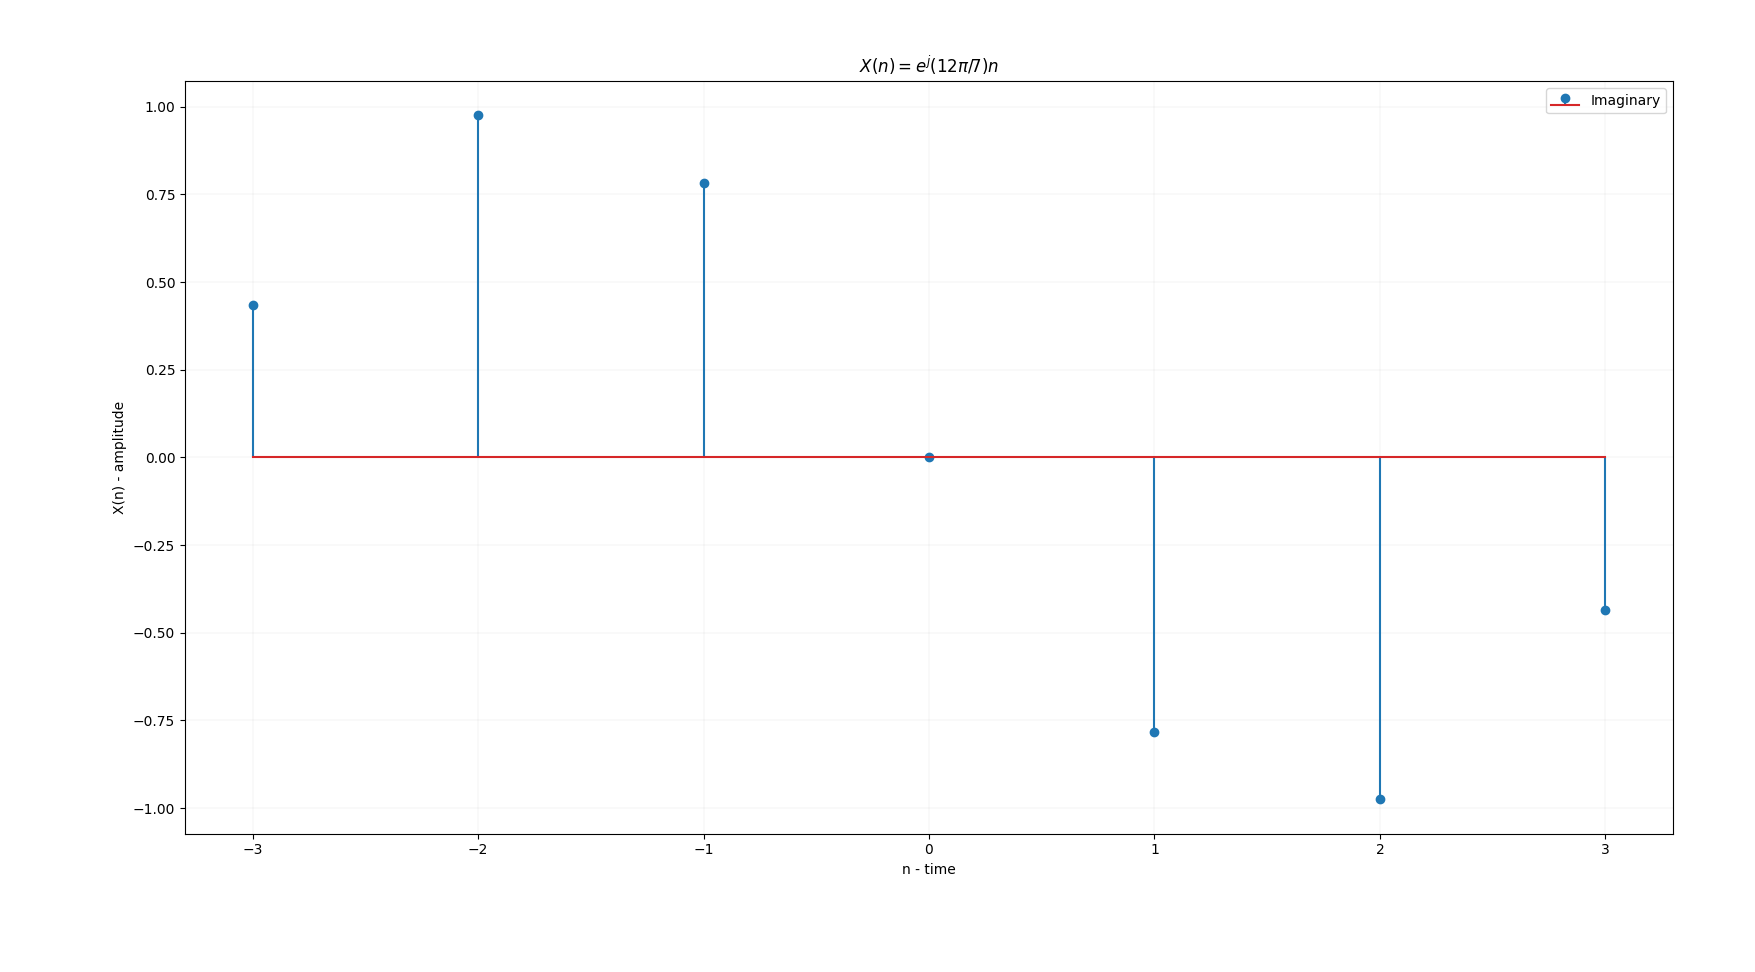 X(n) = e^j(12π/7)n
Imaginary
1.00
0.75
0.50
0.25
0.00
−0.25
−0.50
−0.75
−1.00
X(n) - amplitude
−3 −2 −1 0 1 2 3
n - time